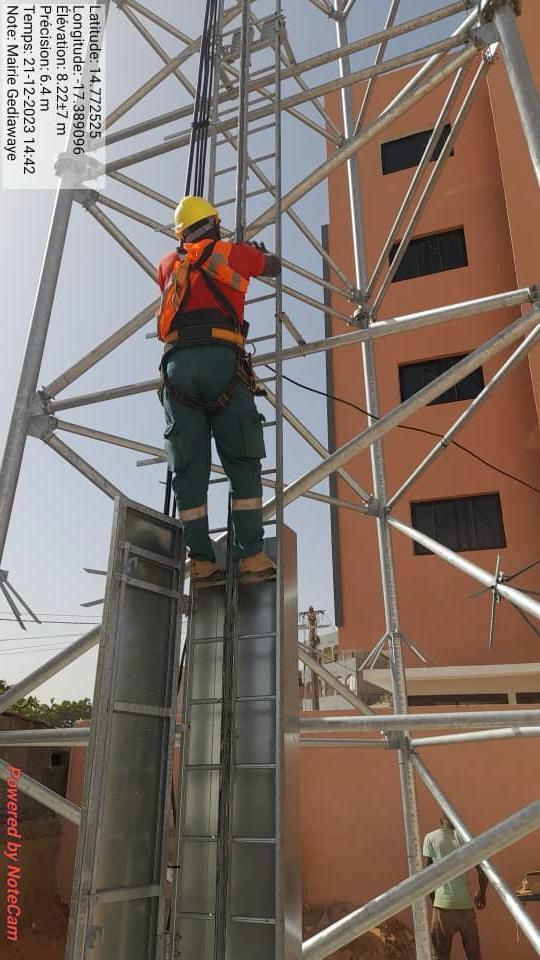 Latitude: 14.772525
Longitude: -17.389096
Élévation: 8.22±7 m
Précision: 6.4 m
Temps: 21-12-2023 14:42
Note: Mairie Gediawaye
Powered by NoteCam